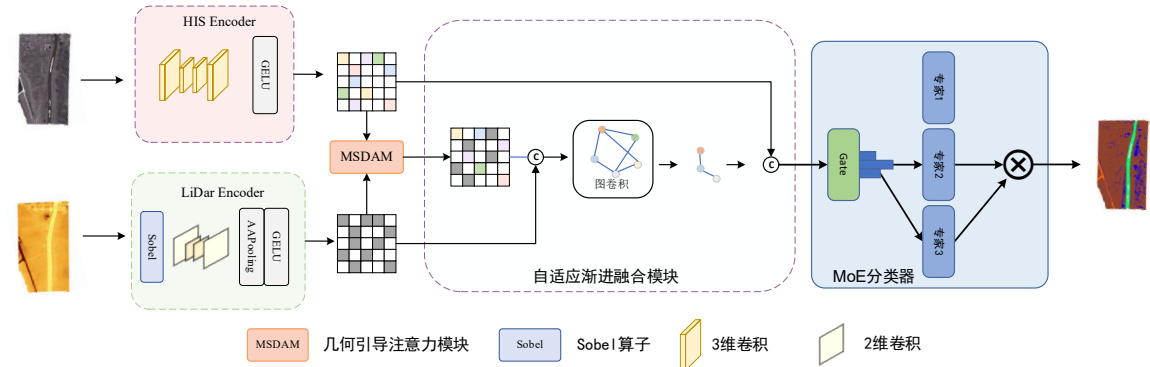 HIS Encoder
GELU
MSDAM
LiDar Encoder
Sobel
AAPooling
GELU
C
图卷积
C
自适应渐进融合模块
Gate
专家1
专家2
专家3
MoE分类器
MSDAM 几何引导注意力模块
Sobel Sobel算子
3维卷积
2维卷积